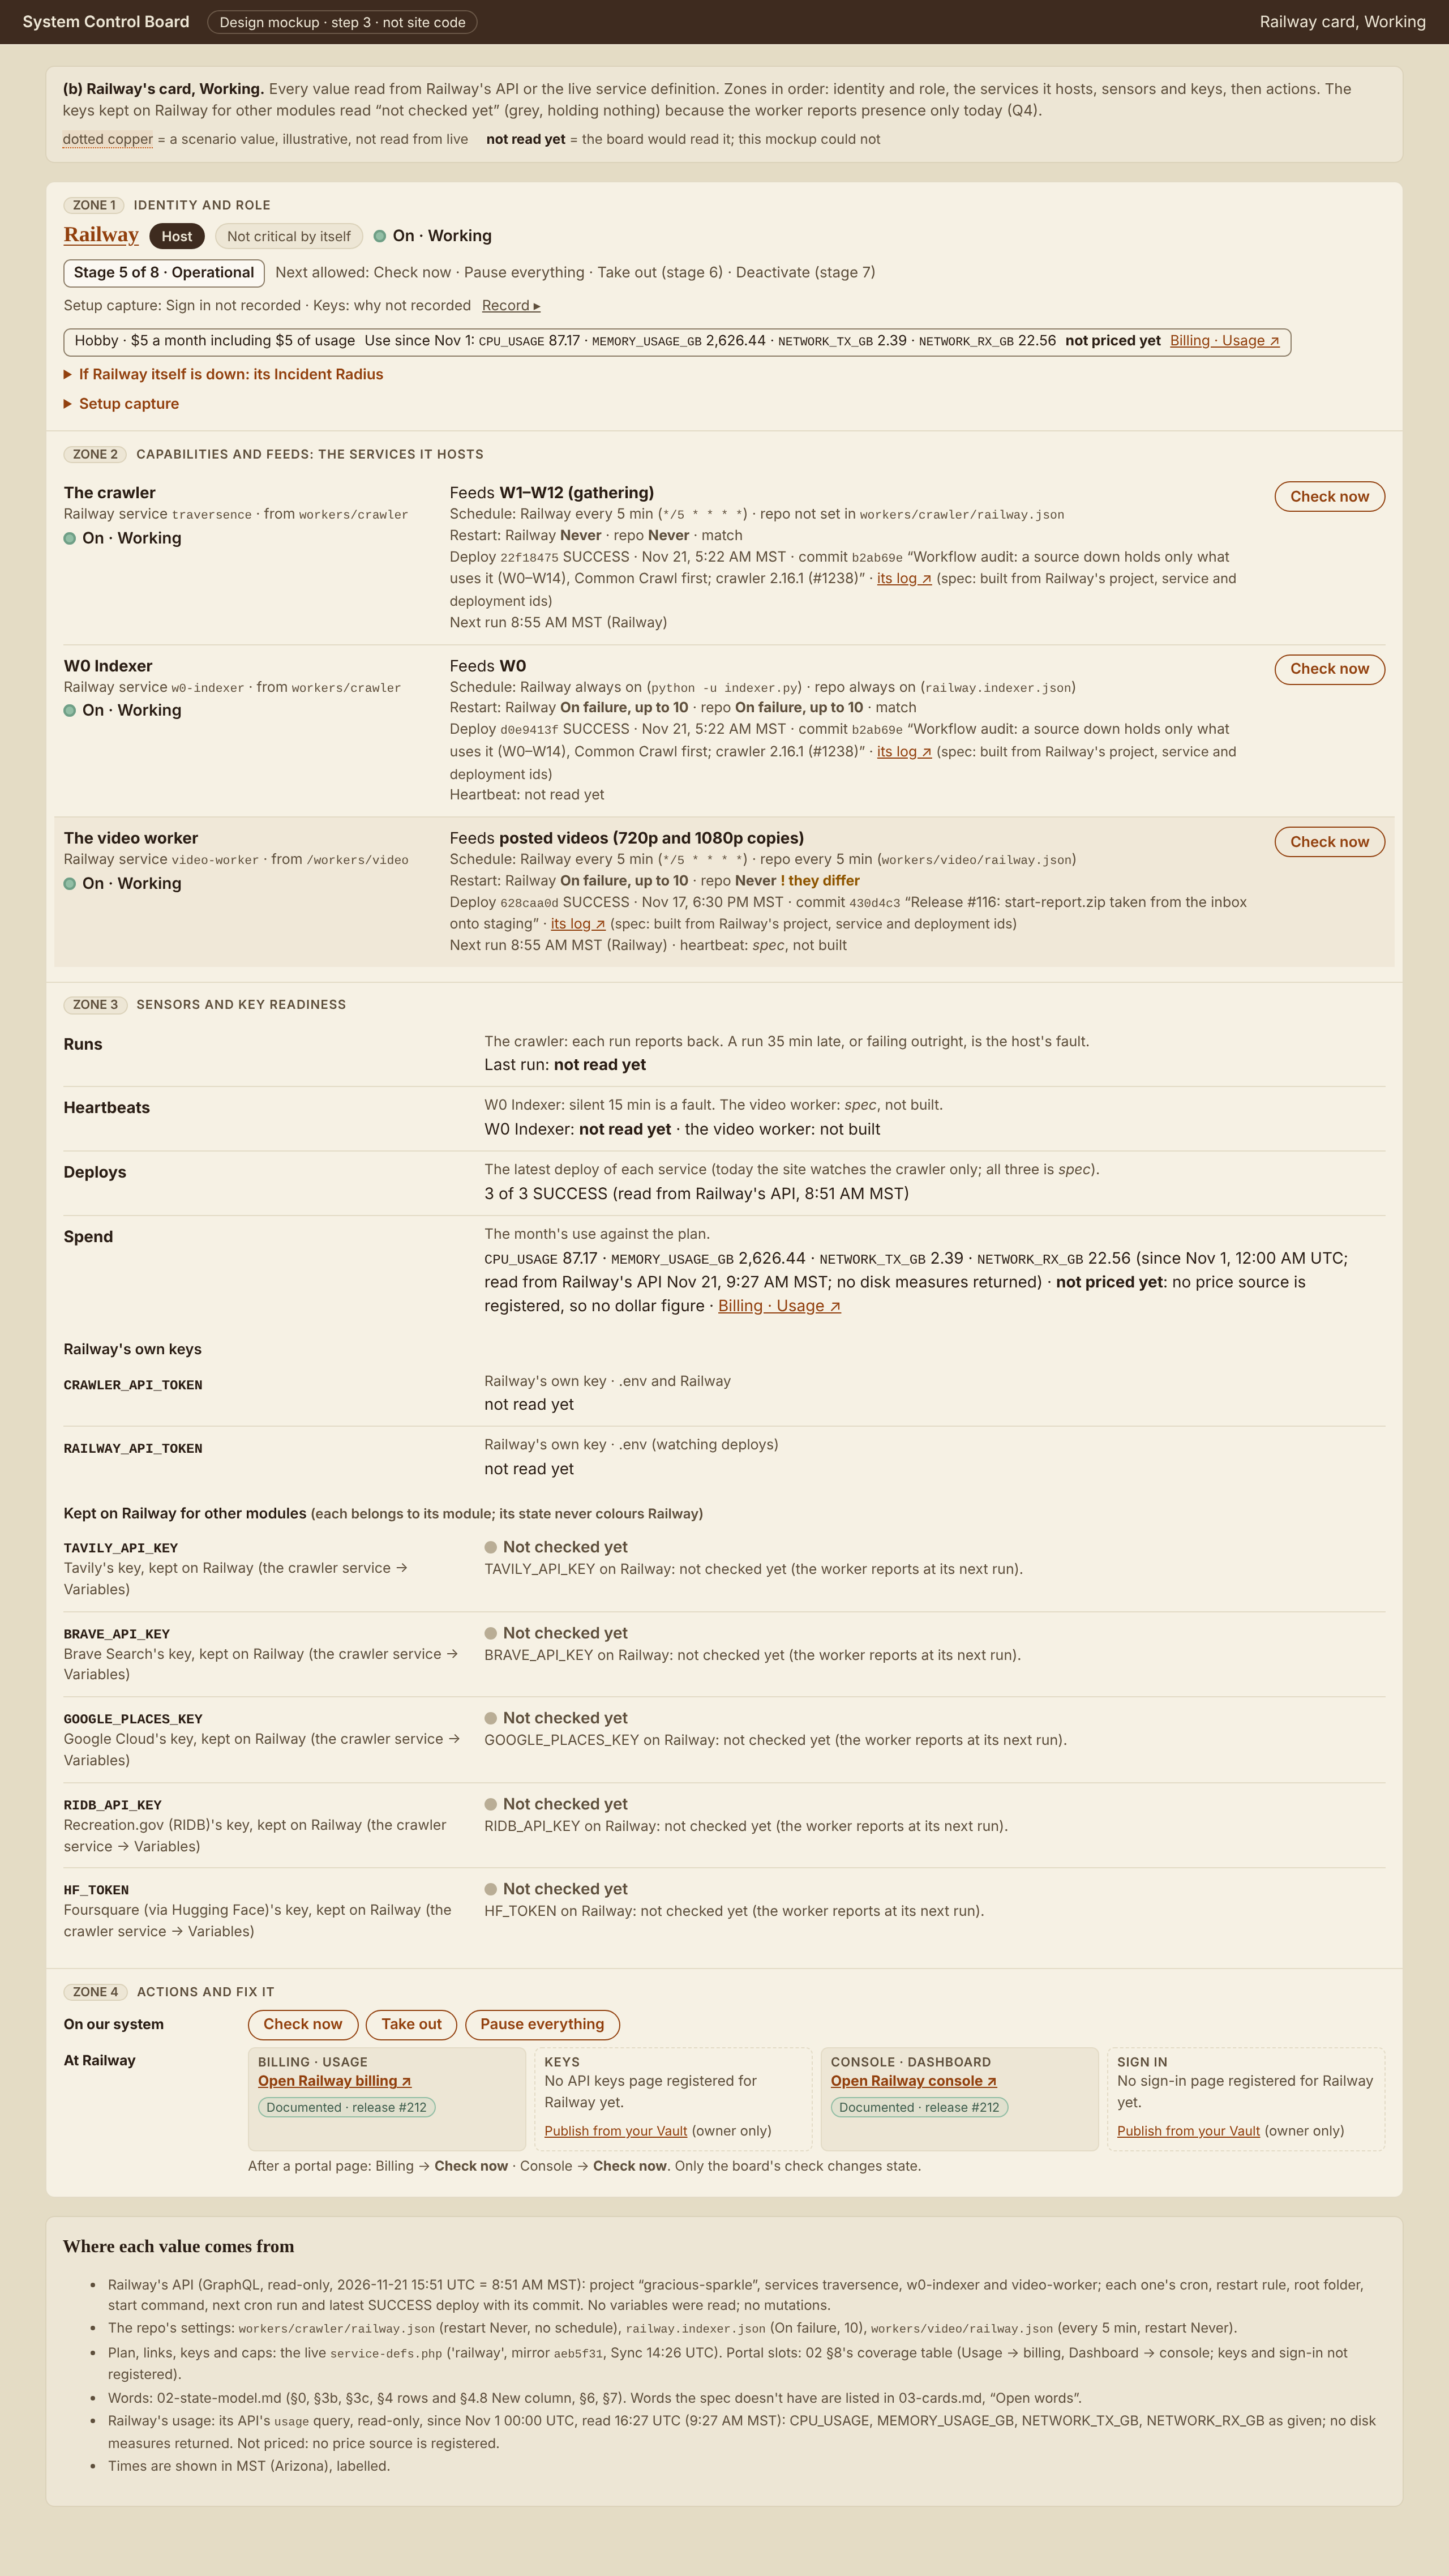 System Control Board
Design mockup · step 3 · not site code
Railway card, Working
(b) Railway's card, Working. Every value read from Railway's API or the live service definition. Zones in order: identity and role, the services it hosts, sensors and keys, then actions. The
keys kept on Railway for other modules read “not checked yet” (grey, holding nothing) because the worker reports presence only today (Q4).
dotted copper = a scenario value, illustrative, not read from live not read yet = the board would read it; this mockup could not
ZONE 1 IDENTITY AND ROLE
Railway Host Not critical by itself On · Working
Stage 5 of 8 · Operational Next allowed: Check now · Pause everything · Take out (stage 6) · Deactivate (stage 7)
Setup capture: Sign in not recorded · Keys: why not recorded Record ▸
Hobby · $5 a month including $5 of usage Use since Nov 1: CPU_USAGE 87.17 · MEMORY_USAGE_GB 2,626.44 · NETWORK_TX_GB 2.39 · NETWORK_RX_GB 22.56 not priced yet Billing · Usage ↗
▶ If Railway itself is down: its Incident Radius
▶ Setup capture
ZONE 2 CAPABILITIES AND FEEDS: THE SERVICES IT HOSTS
The crawler
Railway service traversence · from workers/crawler
On · Working
Feeds W1–W12 (gathering)
Schedule: Railway every 5 min (*/5 * * * *) · repo not set in workers/crawler/railway.json
Restart: Railway Never · repo Never · match
Deploy 22f18475 SUCCESS · Nov 21, 5:22 AM MST · commit b2ab69e “Workflow audit: a source down holds only what
uses it (W0–W14), Common Crawl first; crawler 2.16.1 (#1238)” · its log ↗ (spec: built from Railway's project, service and
deployment ids)
Next run 8:55 AM MST (Railway)
Check now
W0 Indexer
Railway service w0-indexer · from workers/crawler
On · Working
Feeds W0
Schedule: Railway always on (python -u indexer.py) · repo always on (railway.indexer.json)
Restart: Railway On failure, up to 10 · repo On failure, up to 10 · match
Deploy d0e9413f SUCCESS · Nov 21, 5:22 AM MST · commit b2ab69e “Workflow audit: a source down holds only what
uses it (W0–W14), Common Crawl first; crawler 2.16.1 (#1238)” · its log ↗ (spec: built from Railway's project, service and
deployment ids)
Heartbeat: not read yet
Check now
The video worker
Railway service video-worker · from /workers/video
On · Working
Feeds posted videos (720p and 1080p copies)
Schedule: Railway every 5 min (*/5 * * * *) · repo every 5 min (workers/video/railway.json)
Restart: Railway On failure, up to 10 · repo Never ! they differ
Deploy 628caa0d SUCCESS · Nov 17, 6:30 PM MST · commit 430d4c3 “Release #116: start-report.zip taken from the inbox
onto staging” · its log ↗ (spec: built from Railway's project, service and deployment ids)
Next run 8:55 AM MST (Railway) · heartbeat: spec, not built
Check now
ZONE 3 SENSORS AND KEY READINESS
Runs
The crawler: each run reports back. A run 35 min late, or failing outright, is the host's fault.
Last run: not read yet
Heartbeats
W0 Indexer: silent 15 min is a fault. The video worker: spec, not built.
W0 Indexer: not read yet · the video worker: not built
Deploys
The latest deploy of each service (today the site watches the crawler only; all three is spec).
3 of 3 SUCCESS (read from Railway's API, 8:51 AM MST)
Spend
The month's use against the plan.
CPU_USAGE 87.17 · MEMORY_USAGE_GB 2,626.44 · NETWORK_TX_GB 2.39 · NETWORK_RX_GB 22.56 (since Nov 1, 12:00 AM UTC;
read from Railway's API Nov 21, 9:27 AM MST; no disk measures returned) · not priced yet: no price source is
registered, so no dollar figure · Billing · Usage ↗
Railway's own keys
CRAWLER_API_TOKEN
Railway's own key · .env and Railway
not read yet
RAILWAY_API_TOKEN
Railway's own key · .env (watching deploys)
not read yet
Kept on Railway for other modules (each belongs to its module; its state never colours Railway)
TAVILY_API_KEY
Tavily's key, kept on Railway (the crawler service →
Variables)
Not checked yet
TAVILY_API_KEY on Railway: not checked yet (the worker reports at its next run).
BRAVE_API_KEY
Brave Search's key, kept on Railway (the crawler service →
Variables)
Not checked yet
BRAVE_API_KEY on Railway: not checked yet (the worker reports at its next run).
GOOGLE_PLACES_KEY
Google Cloud's key, kept on Railway (the crawler service →
Variables)
Not checked yet
GOOGLE_PLACES_KEY on Railway: not checked yet (the worker reports at its next run).
RIDB_API_KEY
Recreation.gov (RIDB)'s key, kept on Railway (the crawler
service → Variables)
Not checked yet
RIDB_API_KEY on Railway: not checked yet (the worker reports at its next run).
HF_TOKEN
Foursquare (via Hugging Face)'s key, kept on Railway (the
crawler service → Variables)
Not checked yet
HF_TOKEN on Railway: not checked yet (the worker reports at its next run).
ZONE 4 ACTIONS AND FIX IT
On our system
Check now Take out Pause everything
At Railway
BILLING · USAGE
Open Railway billing ↗
Documented · release #212
KEYS
No API keys page registered for
Railway yet.
Publish from your Vault (owner only)
CONSOLE · DASHBOARD
Open Railway console ↗
Documented · release #212
SIGN IN
No sign-in page registered for Railway
yet.
Publish from your Vault (owner only)
After a portal page: Billing → Check now · Console → Check now. Only the board's check changes state.
Where each value comes from
• Railway's API (GraphQL, read-only, 2026-11-21 15:51 UTC = 8:51 AM MST): project “gracious-sparkle”, services traversence, w0-indexer and video-worker; each one's cron, restart rule, root folder,
start command, next cron run and latest SUCCESS deploy with its commit. No variables were read; no mutations.
• The repo's settings: workers/crawler/railway.json (restart Never, no schedule), railway.indexer.json (On failure, 10), workers/video/railway.json (every 5 min, restart Never).
• Plan, links, keys and caps: the live service-defs.php ('railway', mirror aeb5f31, Sync 14:26 UTC). Portal slots: 02 §8's coverage table (Usage → billing, Dashboard → console; keys and sign-in not
registered).
• Words: 02-state-model.md (§0, §3b, §3c, §4 rows and §4.8 New column, §6, §7). Words the spec doesn't have are listed in 03-cards.md, “Open words”.
• Railway's usage: its API's usage query, read-only, since Nov 1 00:00 UTC, read 16:27 UTC (9:27 AM MST): CPU_USAGE, MEMORY_USAGE_GB, NETWORK_TX_GB, NETWORK_RX_GB as given; no disk
measures returned. Not priced: no price source is registered.
• Times are shown in MST (Arizona), labelled.